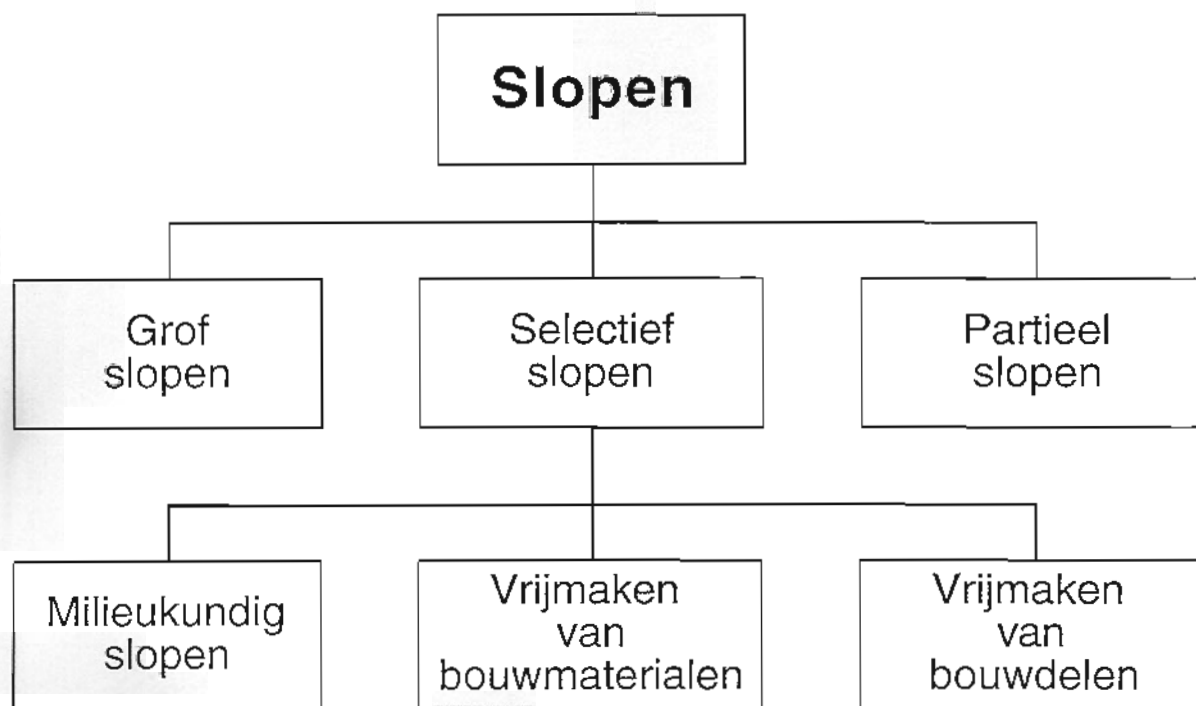 Slopen
Grof
slopen
Selectief
slopen
Partieel
slopen
Milieukundig
slopen
Vrijmaken
van
bouwmaterialen
Vrijmaken
van
bouwdelen